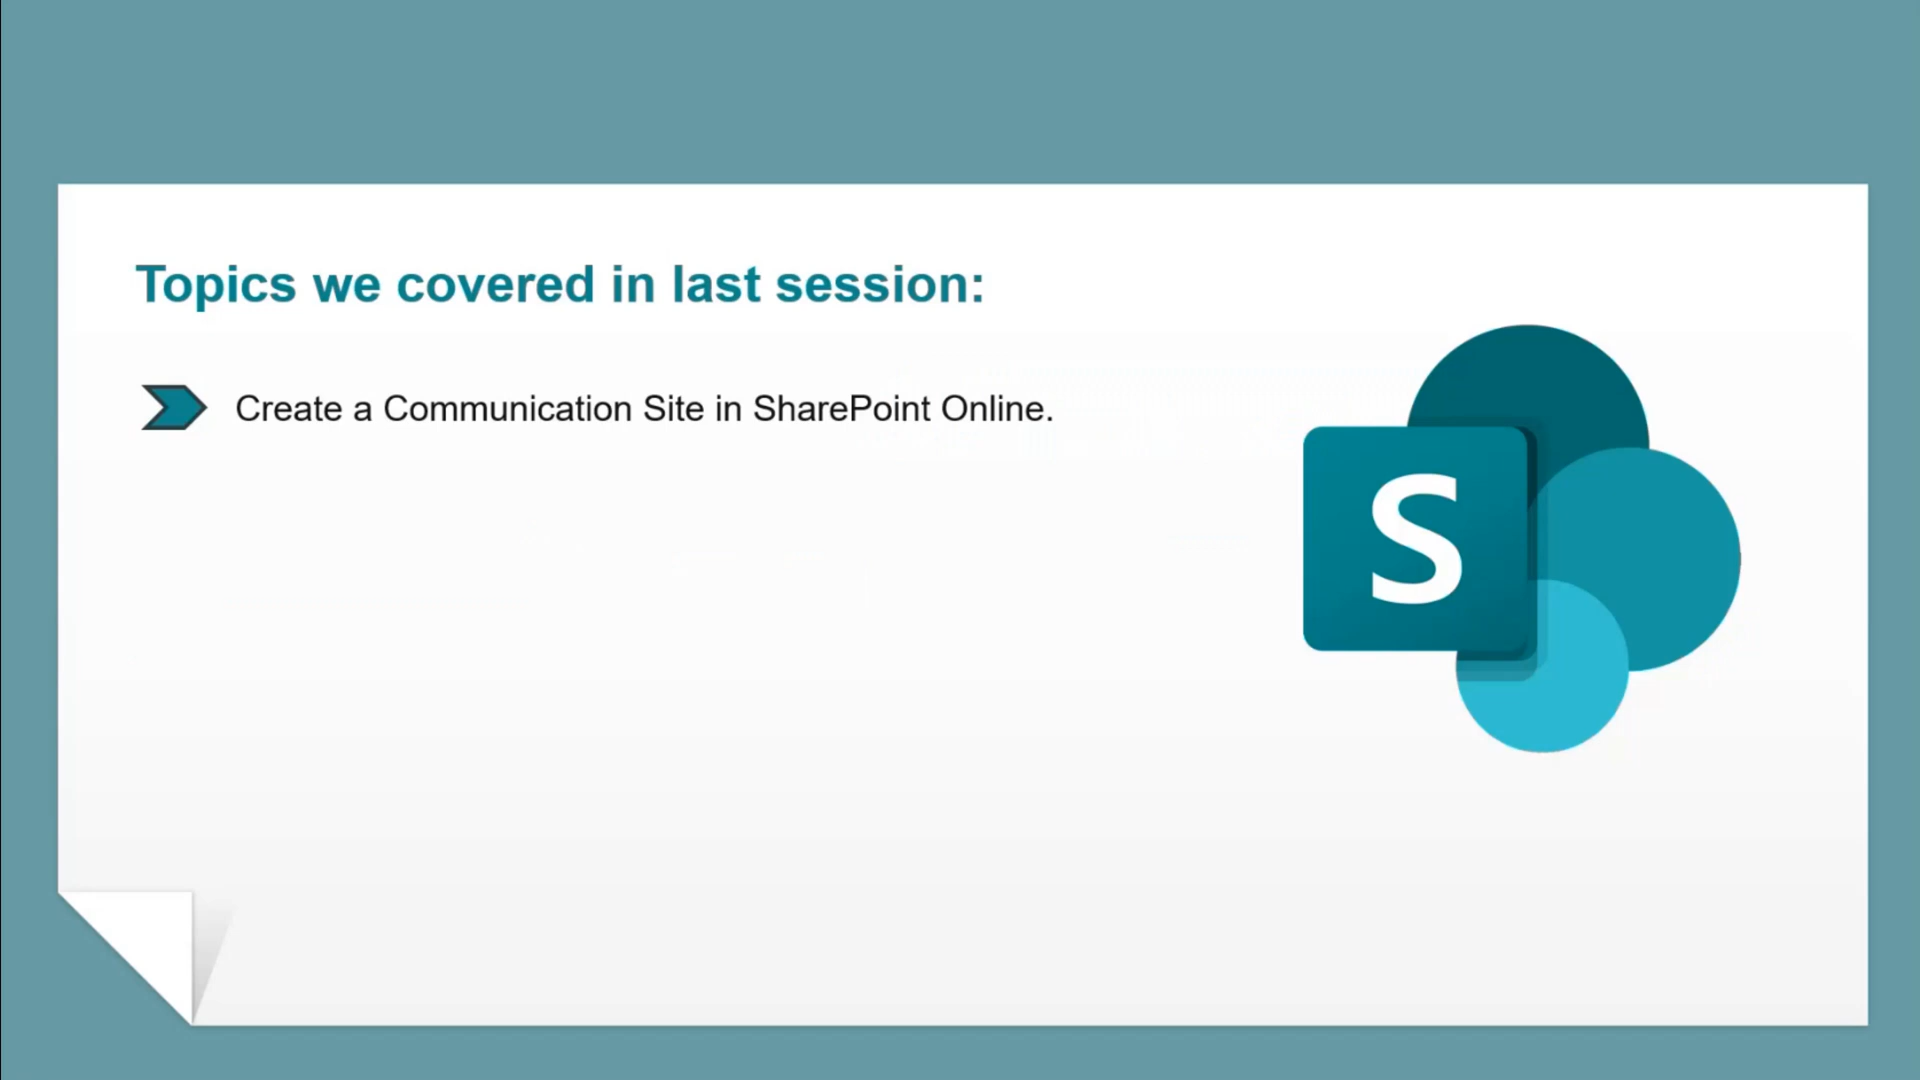 Topics we covered in last session:
Create a Communication Site in SharePoint Online.
S